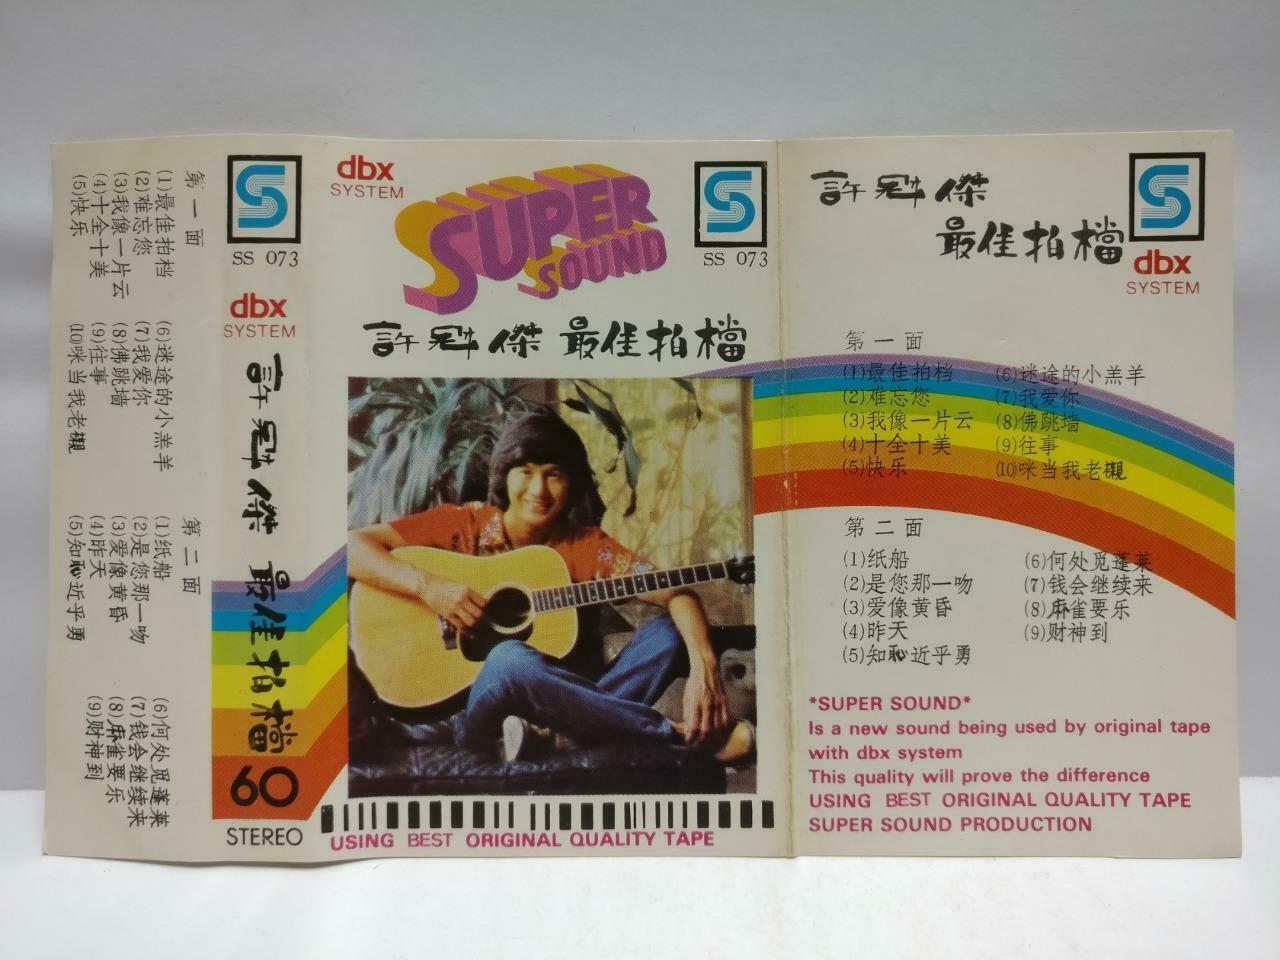 第一面
(1)最佳拍档
(2)难忘您
(3)我像一片云
(4)十全十美
(5)快乐
(6)迷途的小羔羊
(7)我爱你
(8)佛跳墙
(9)往事
(10)咪当我老襯
第二面
(1)纸船
(2)是您那一吻
(3)爱像黄昏
(4)昨天
(5)知恥近乎勇
(6)何处觅蓬莱
(7)钱会继续来
(8)麻雀要乐
(9)财神到
S
SS 073
dbx
SYSTEM
許冠傑 最佳拍檔
60
STEREO
dbx
SYSTEM
SUPER
SOUND
S
SS 073
許冠傑 最佳拍檔
USING BEST ORIGINAL QUALITY TAPE
許冠傑
最佳拍檔
S
dbx
SYSTEM
第一面
(1)最佳拍档
(2)难忘您
(3)我像一片云
(4)十全十美
(5)快乐
(6)迷途的小羔羊
(7)我爱你
(8)佛跳墙
(9)往事
(10)咪当我老襯
第二面
(1)纸船
(2)是您那一吻
(3)爱像黄昏
(4)昨天
(5)知恥近乎勇
(6)何处觅蓬莱
(7)钱会继续来
(8)麻雀要乐
(9)财神到
*SUPER SOUND*
Is a new sound being used by original tape
with dbx system
This quality will prove the difference
USING BEST ORIGINAL QUALITY TAPE
SUPER SOUND PRODUCTION